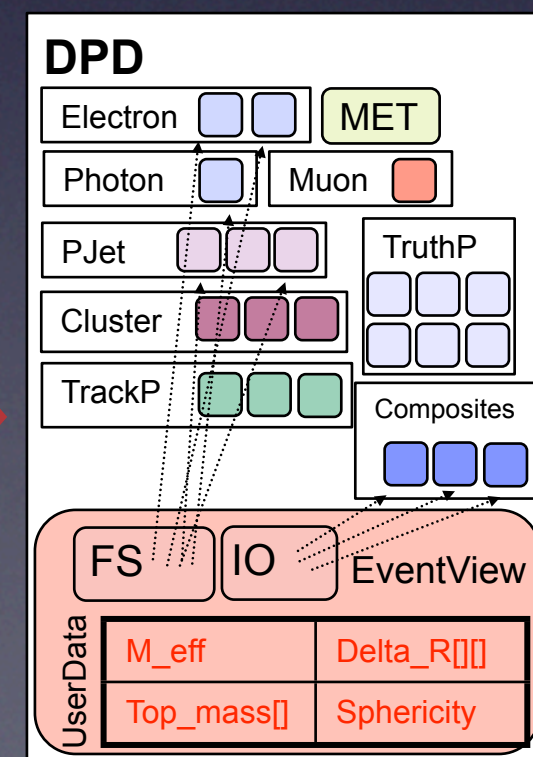 DPD
Electron
MET
Photon
Muon
PJet
TruthP
Cluster
TrackP
Composites
FS
IO
EventView
UserData
M_eff
Delta_R[][]
Top_mass[]
Sphericity